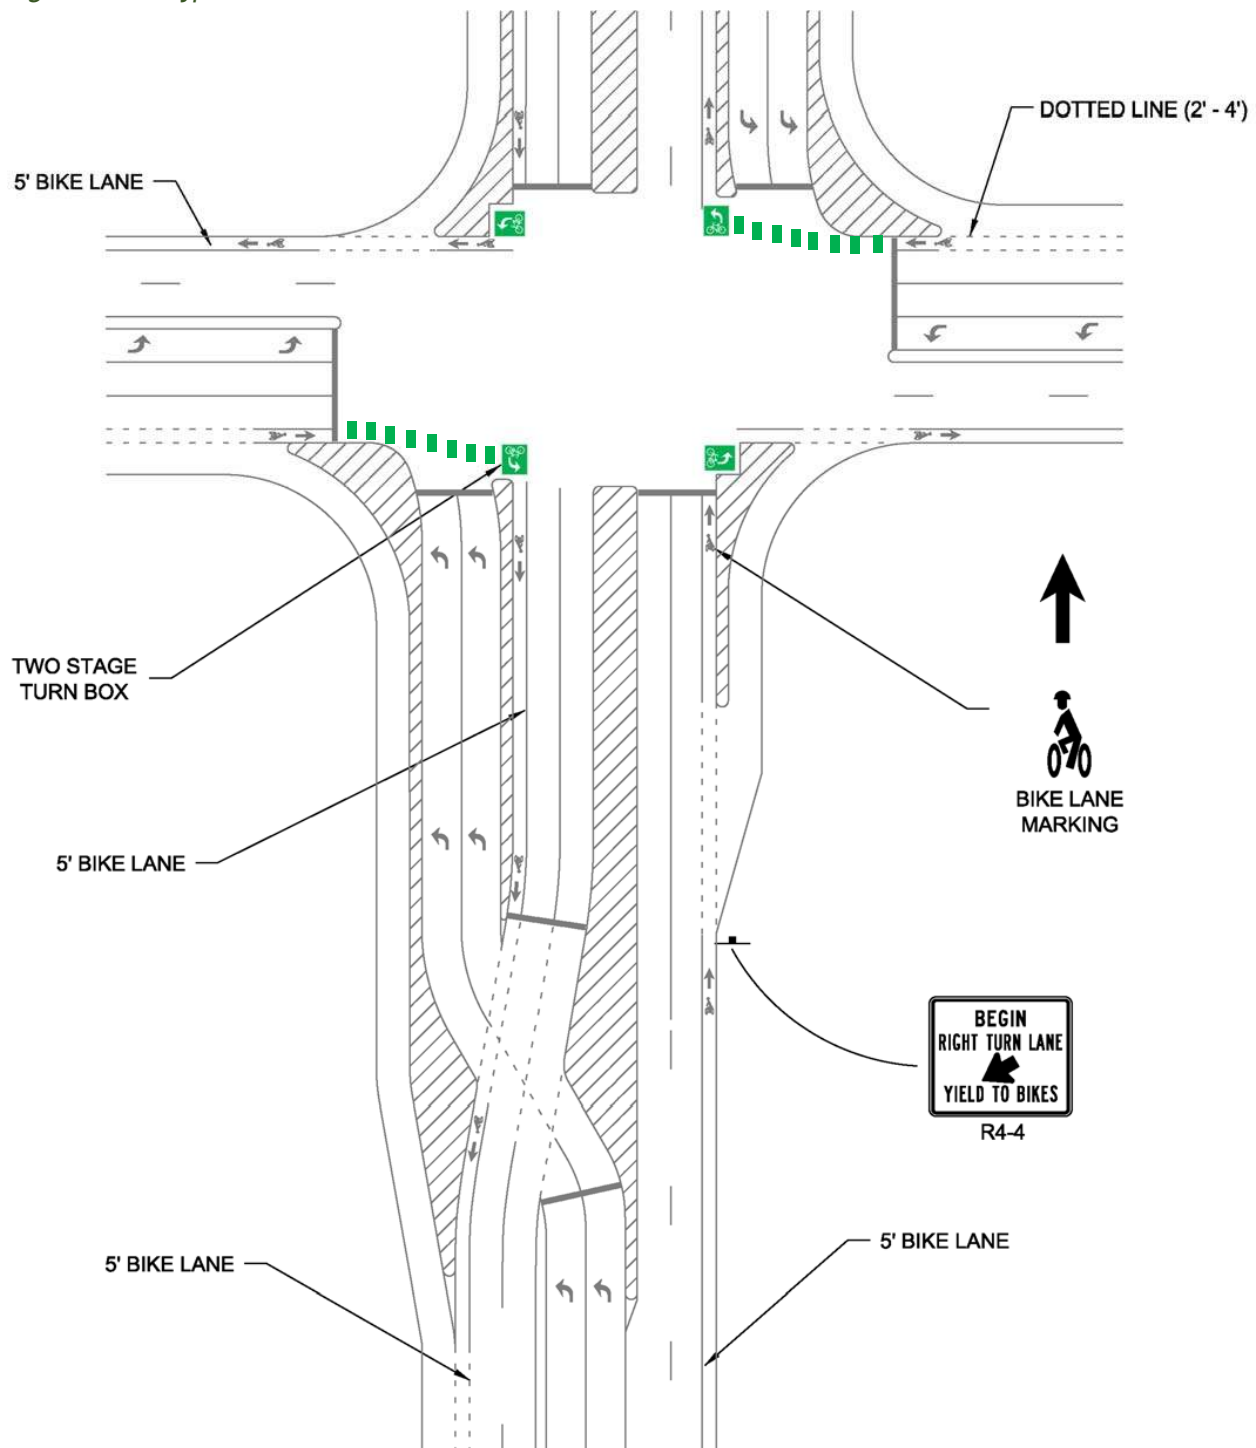 DOTTED LINE (2' - 4')
5' BIKE LANE
TWO STAGE
TURN BOX
BIKE LANE
MARKING
5' BIKE LANE
BEGIN
RIGHT TURN LANE
YIELD TO BIKES
R4-4
5' BIKE LANE
5' BIKE LANE